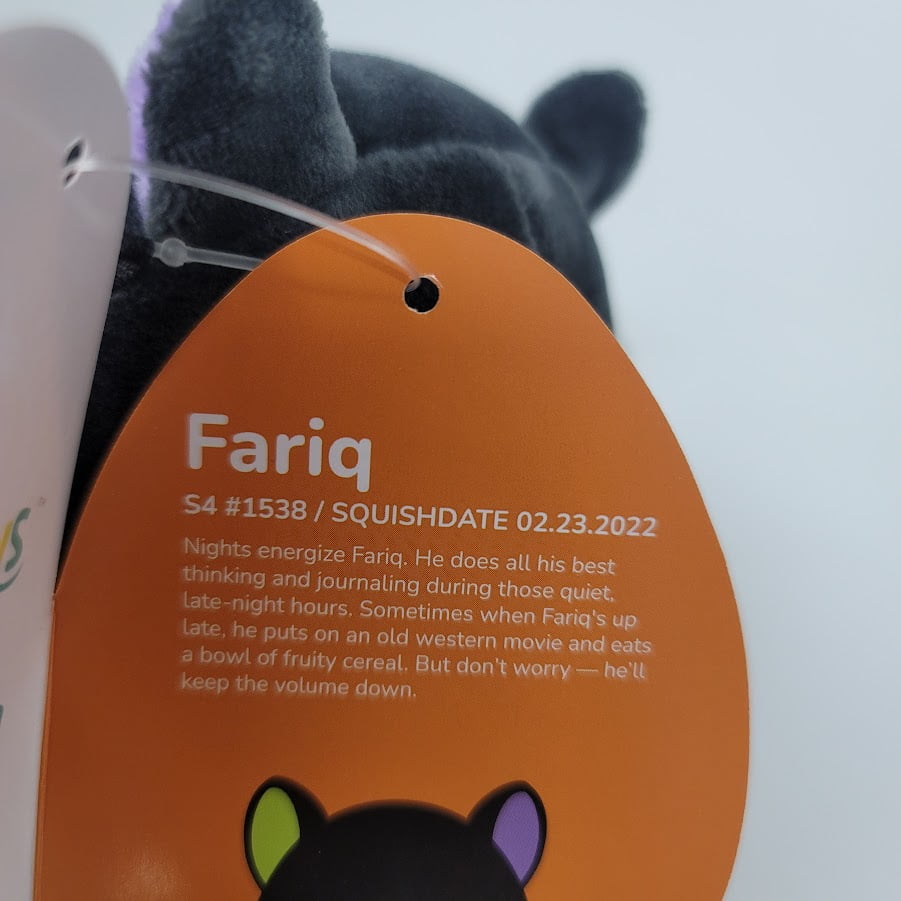 Fariq
S4 #1538 / SQUISHDATE 02.23.2022
Nights energize Fariq. He does all his best
thinking and journaling during those quiet,
late-night hours. Sometimes when Fariq's up
late, he puts on an old western movie and eats
a bowl of fruity cereal. But don't worry — he'll
keep the volume down.